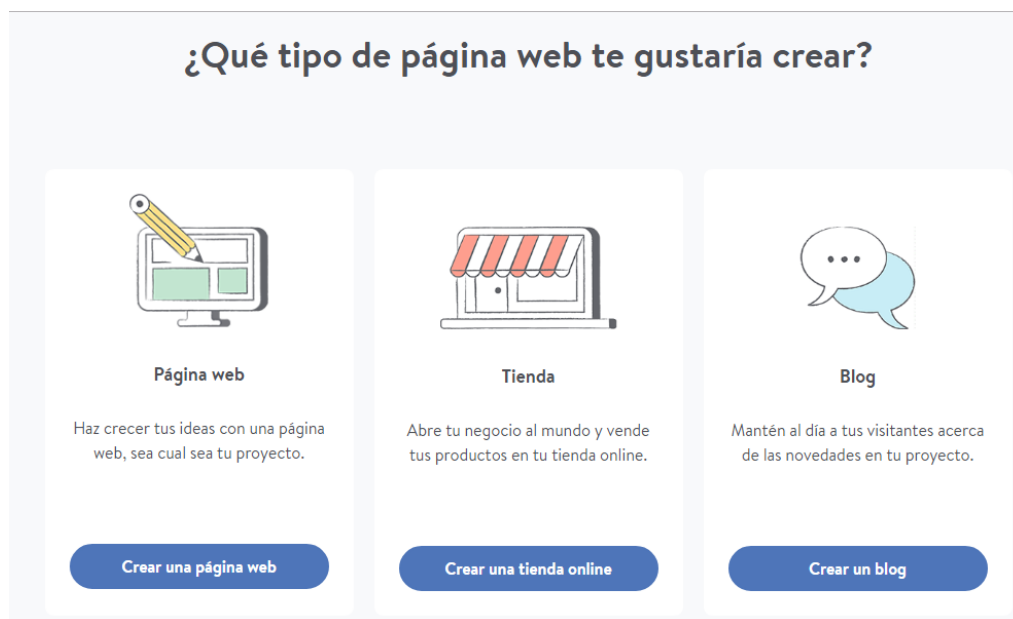 ¿Qué tipo de página web te gustaría crear?
Página web
Haz crecer tus ideas con una página
web, sea cual sea tu proyecto.
Crear una página web
Tienda
Abre tu negocio al mundo y vende
tus productos en tu tienda online.
Crear una tienda online
Blog
Mantén al día a tus visitantes acerca
de las novedades en tu proyecto.
Crear un blog